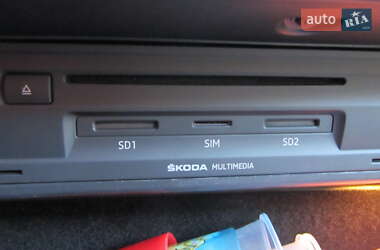 auto RIA
SD1 SIM SD2
ŠKODA MULTIMEDIA